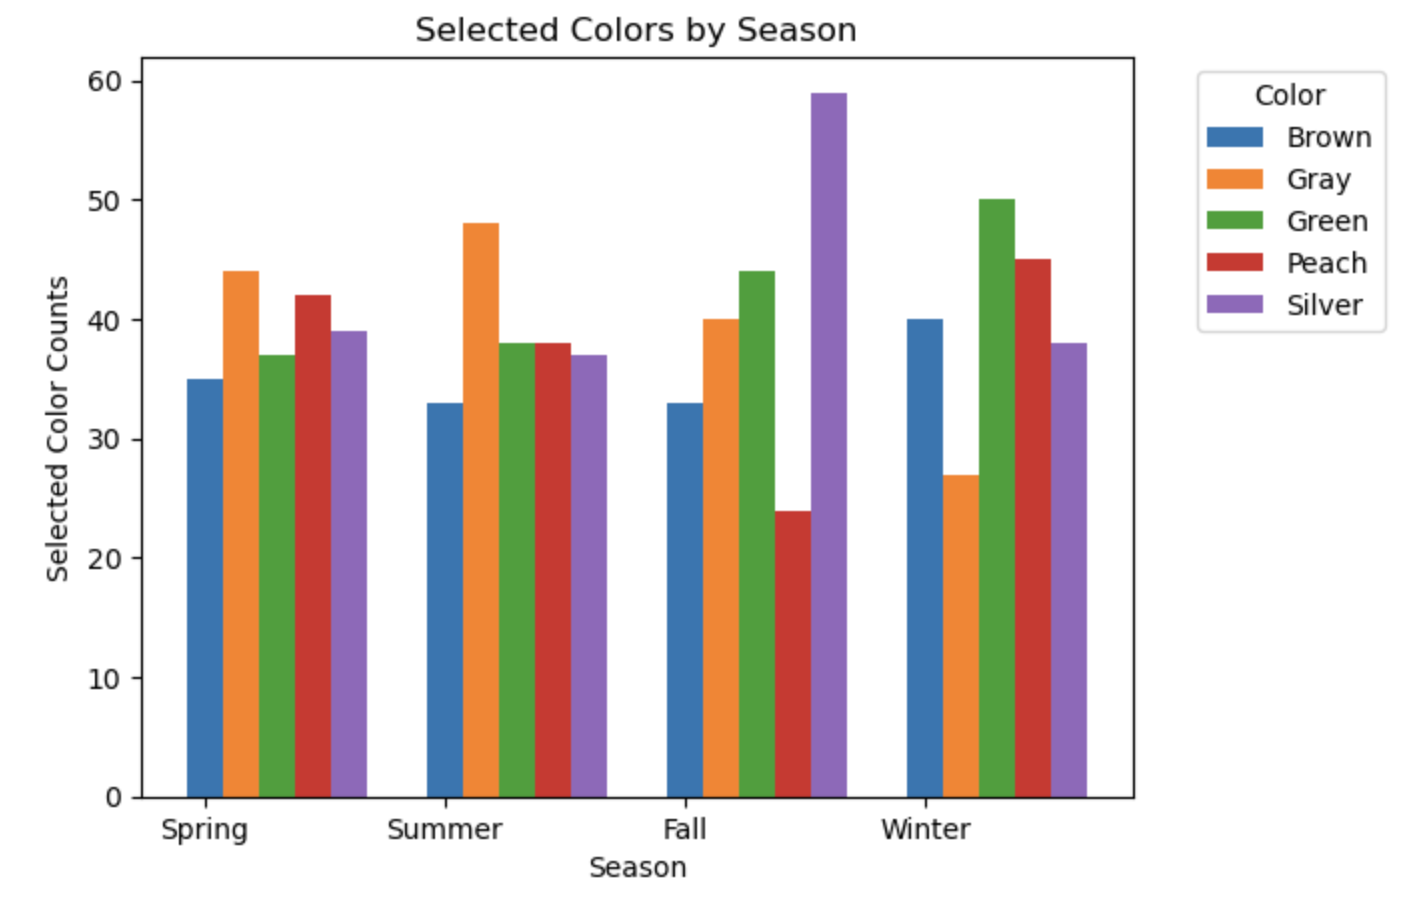 Selected Colors by Season
60
50
40
30
20
10
0
Selected Color Counts
Spring
Summer
Fall
Winter
Season
Color
Brown
Gray
Green
Peach
Silver